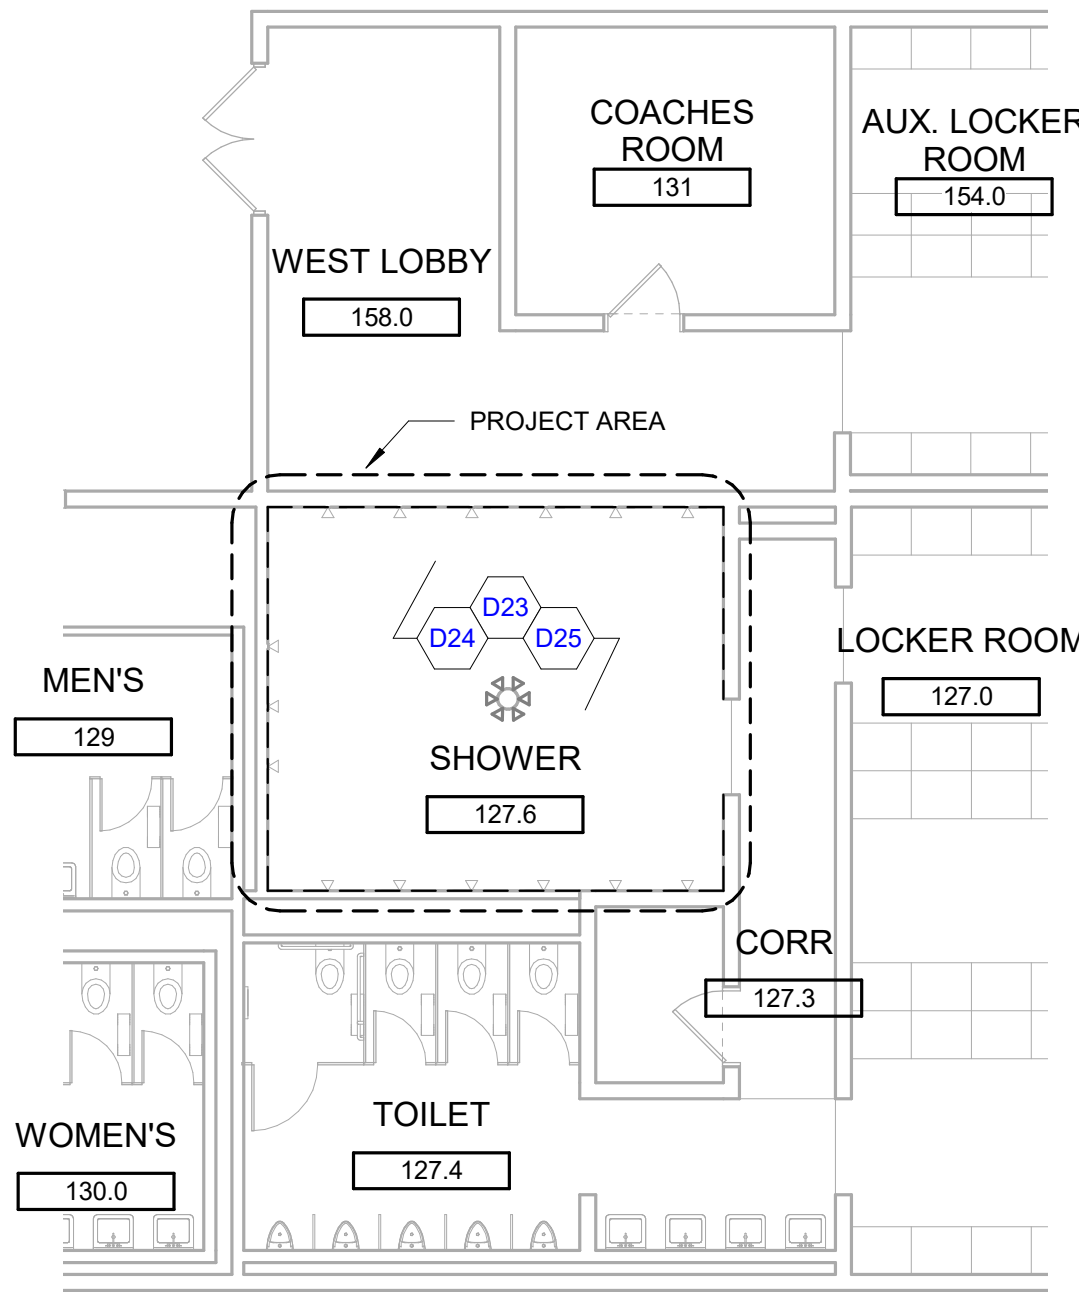 COACHES
ROOM
131
AUX. LOCKER
ROOM
154.0
WEST LOBBY
158.0
PROJECT AREA
D23
D24
D25
LOCKER ROOM
127.0
MEN'S
129
SHOWER
127.6
CORR
127.3
TOILET
127.4
WOMEN'S
130.0